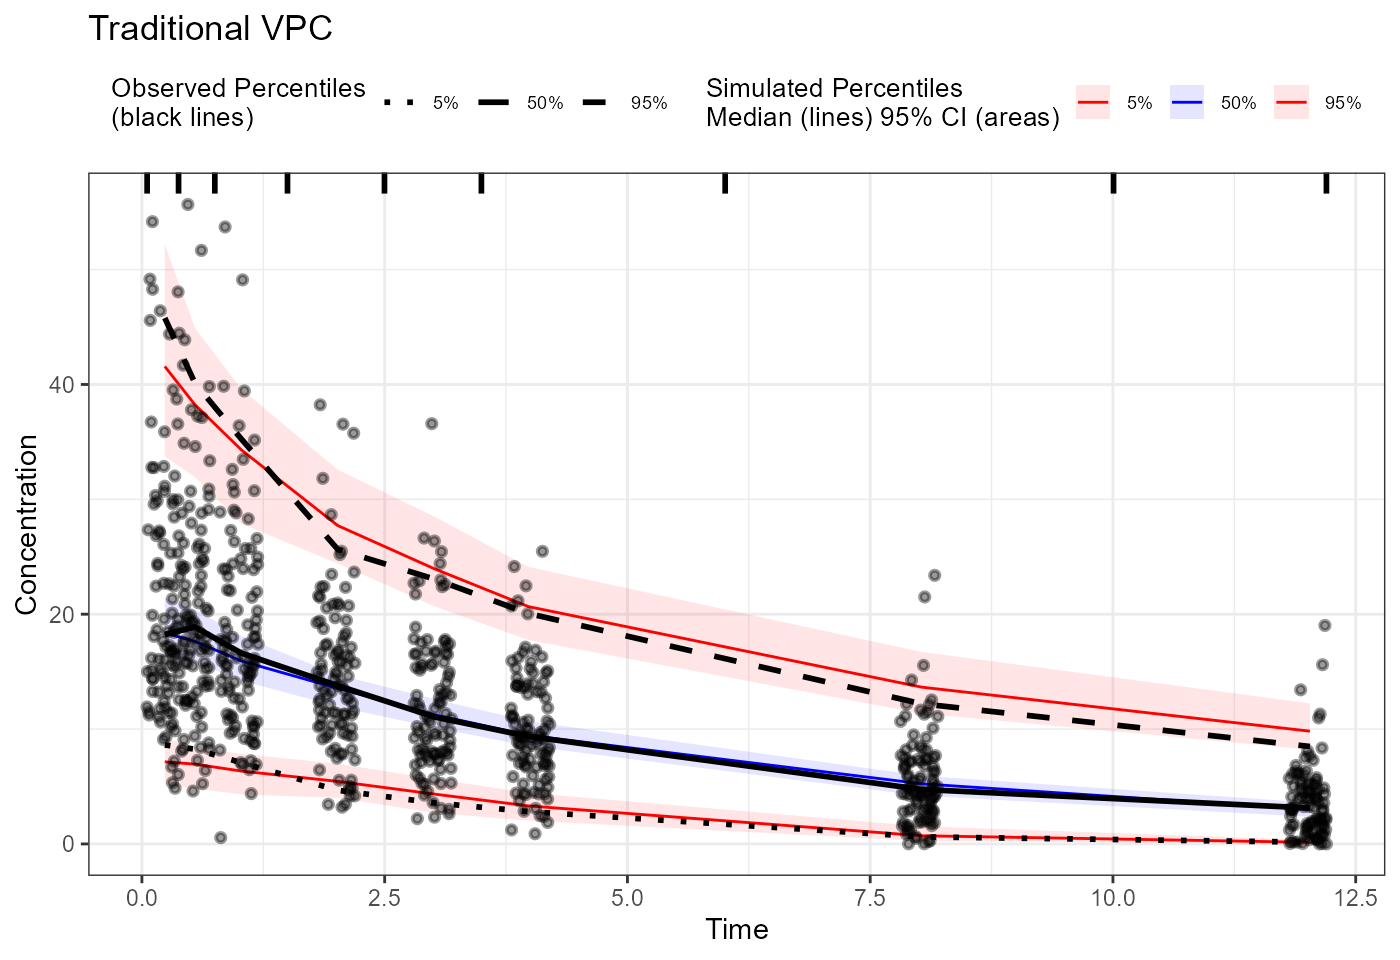 Traditional VPC
Observed Percentiles
(black lines)
5%
50%
95%
Simulated Percentiles
Median (lines) 95% CI (areas)
5%
50%
95%
Concentration
40
20
0
0.0
2.5
5.0
7.5
10.0
12.5
Time